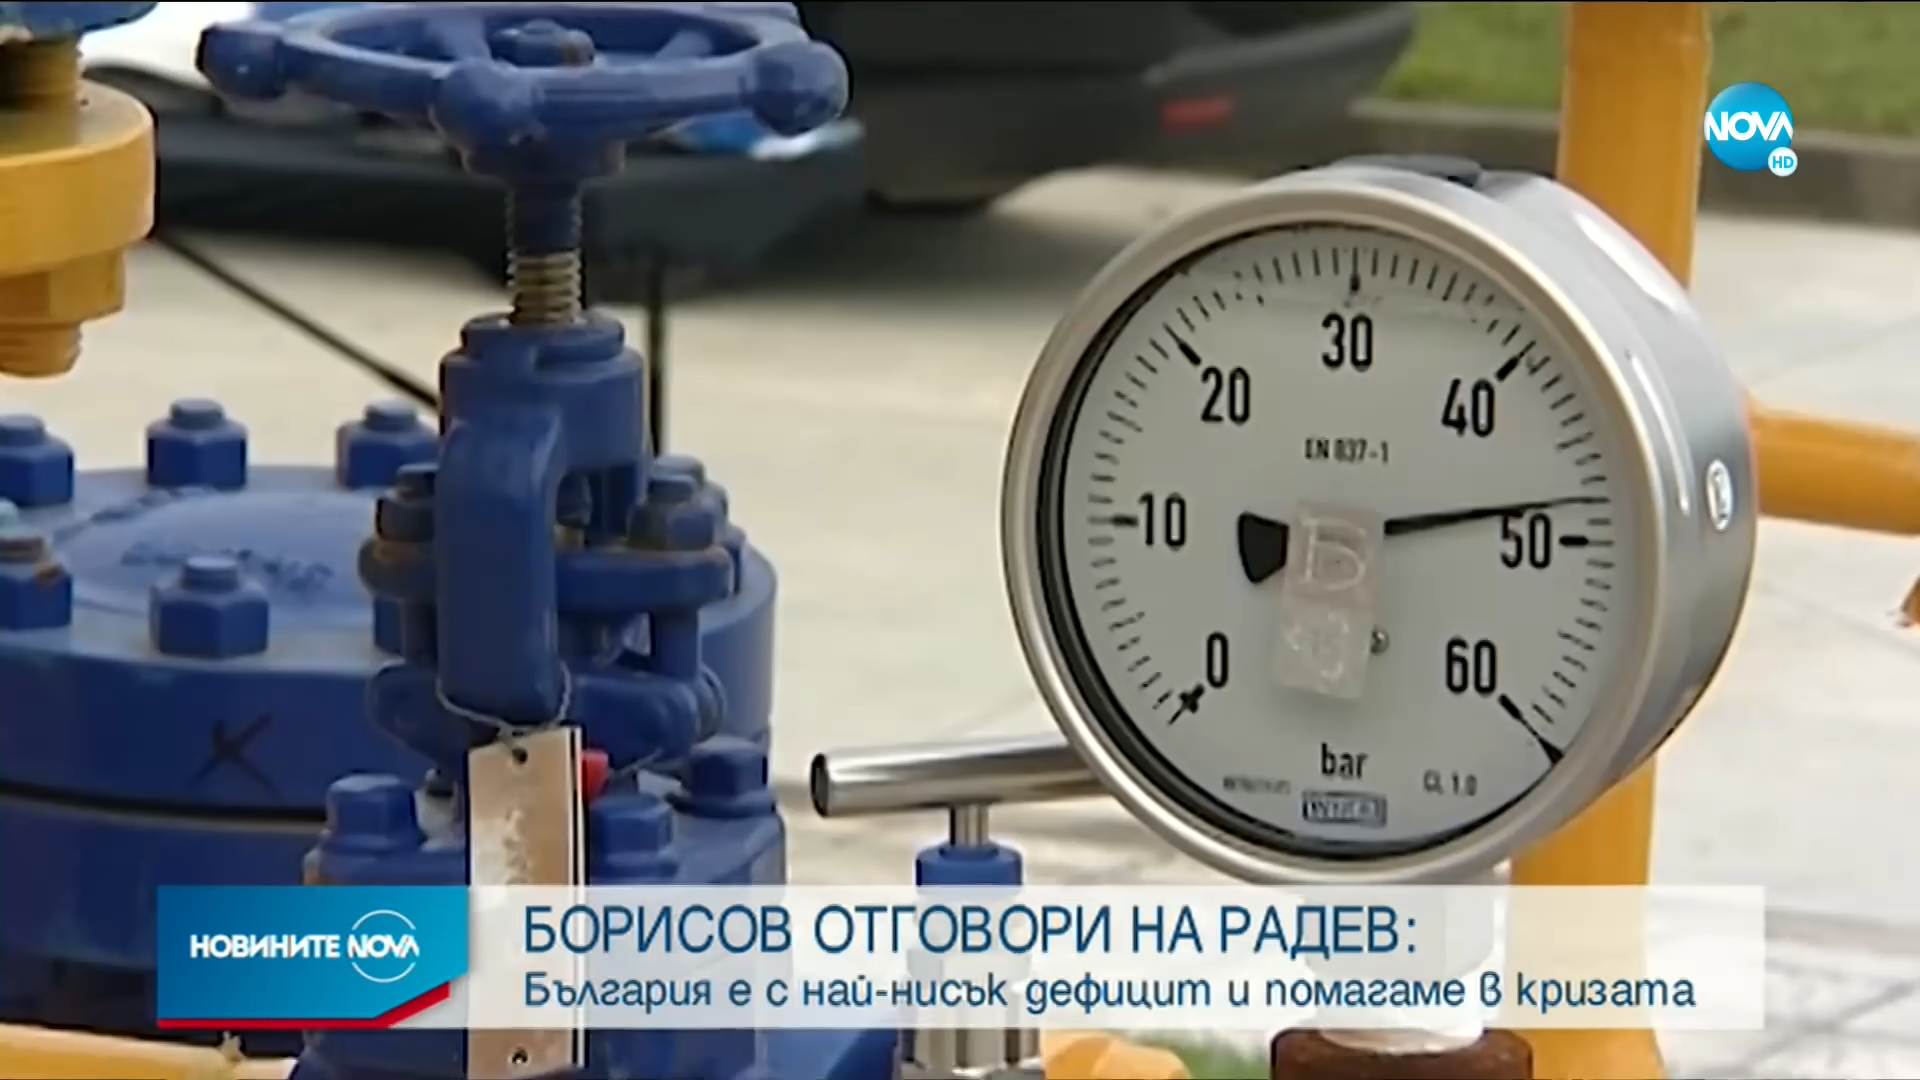 NOVA
HD
30
20
40
EN 837-1
10
50
0
60
bar
CL 1.0
НОВИНИТЕ NOVA
БОРИСОВ ОТГОВОРИ НА РАДЕВ:
България е с най-нисък дефицит и помагаме в кризата